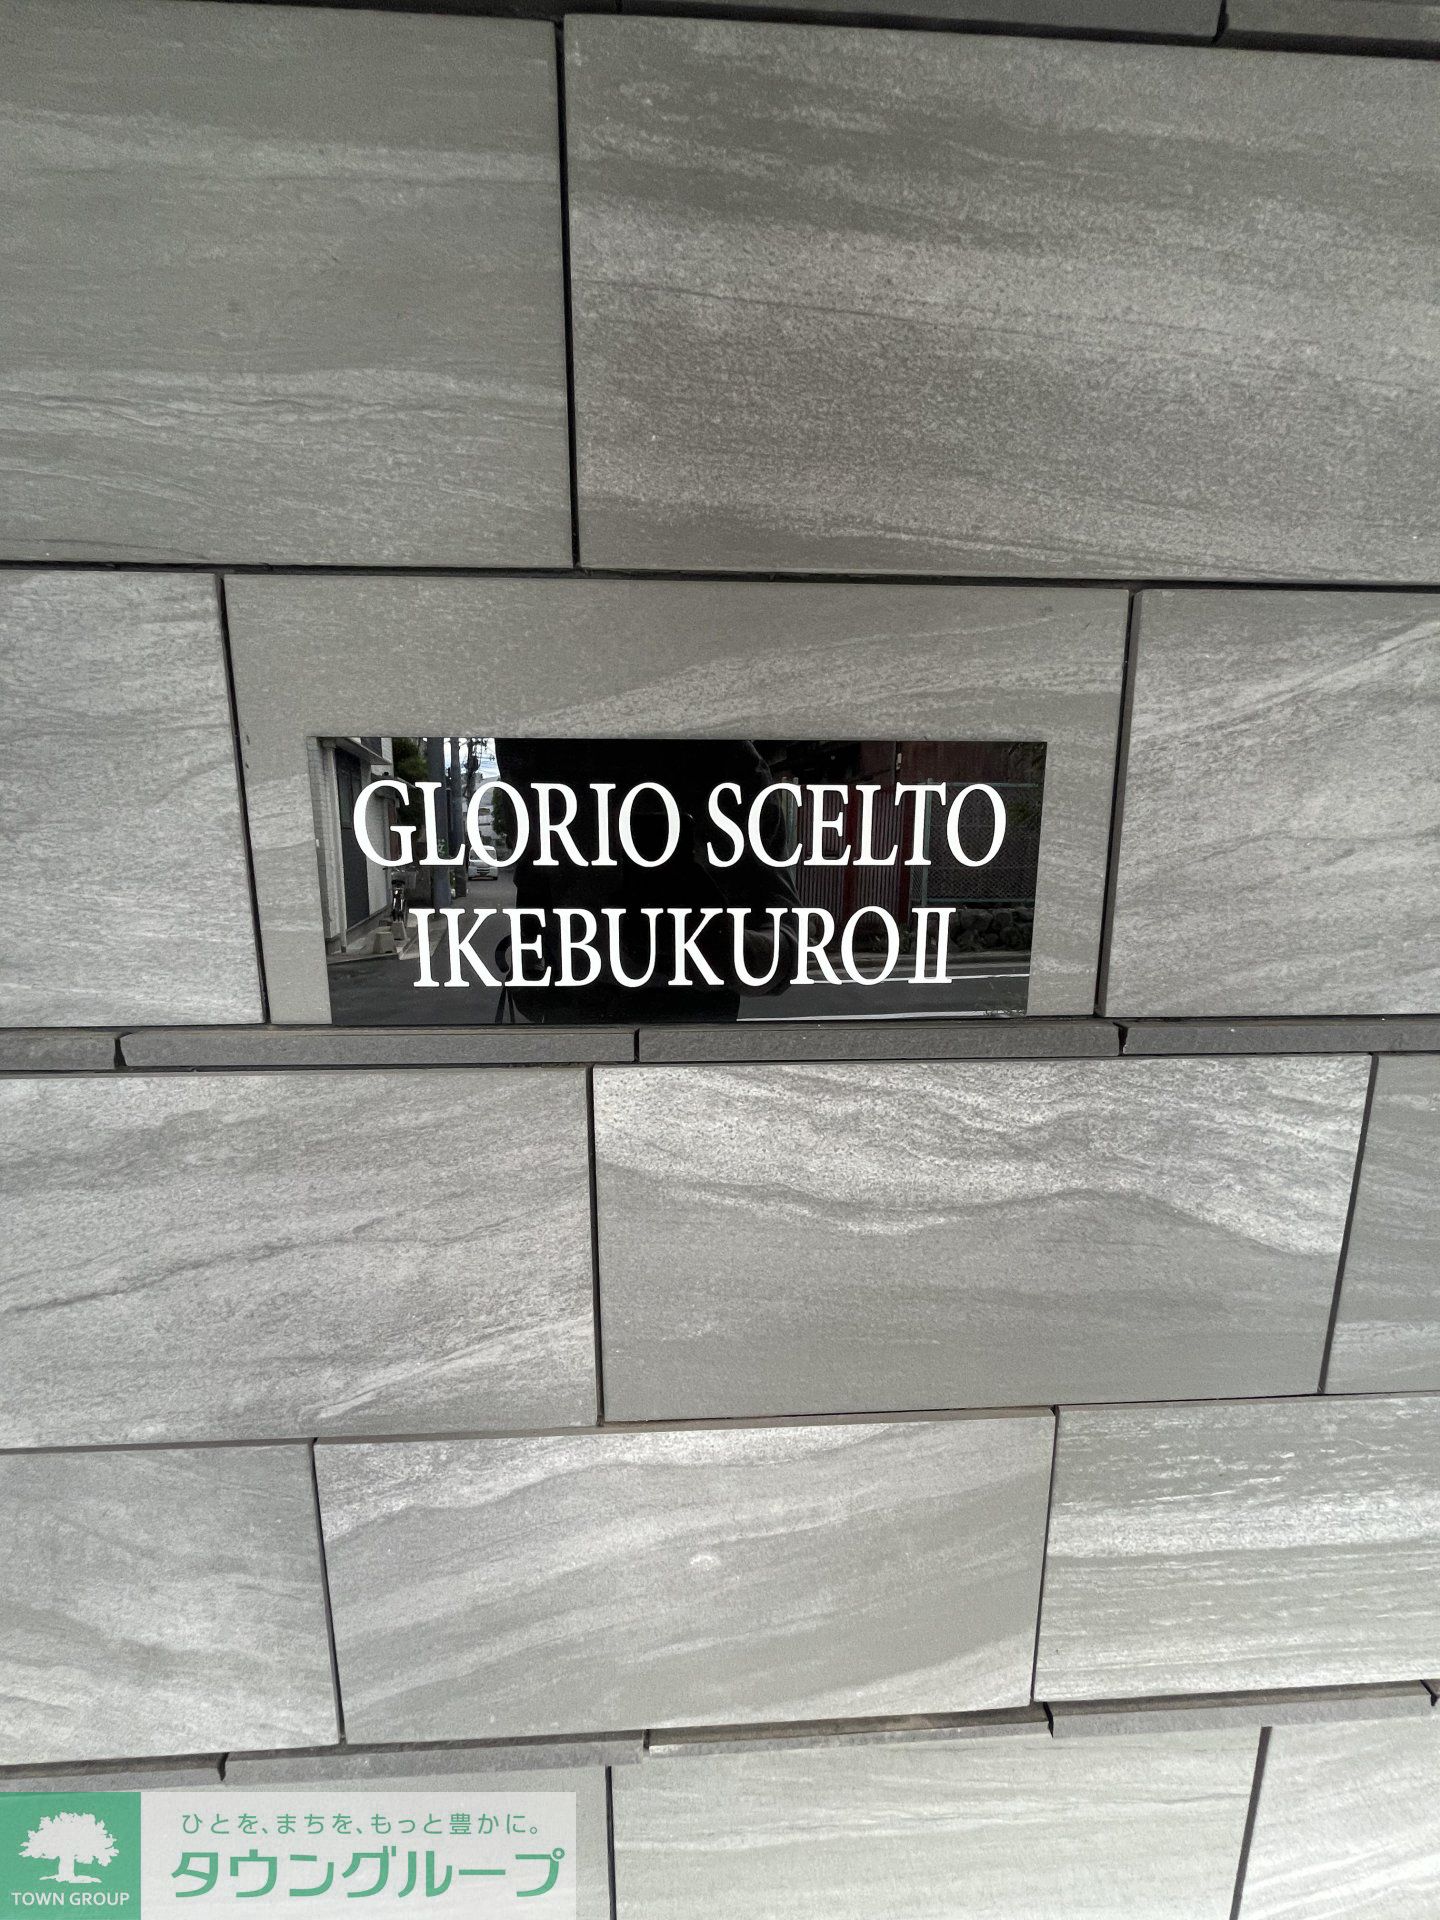 GLORIO SCELTO
IKEBUKURO Ⅱ
ひとを、まちを、もっと豊かに。
タウングループ
TOWN GROUP